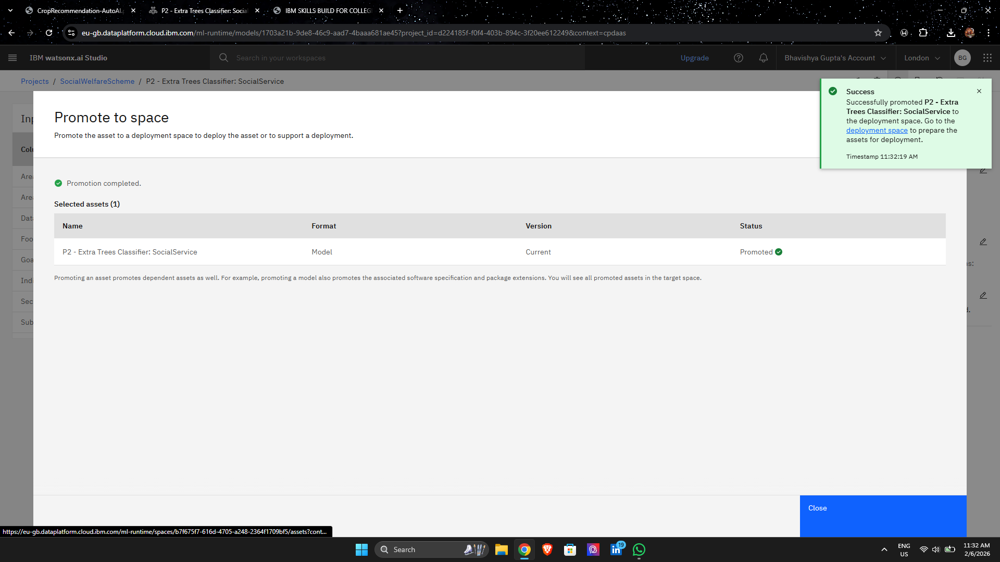 CropRecommendation-AutoAI.
P2 - Extra Trees Classifier: Social
IBM SKILLS BUILD FOR COLLEG
eu-gb.dataplatform.cloud.ibm.com/ml-runtime/models/1703a21b-9de8-46c9-aad7-4baaa681ae45?project_id=d224185f-f0f4-403b-894c-3f20ee612249&context=cpdaas
IBM watsonx.ai Studio
Search in your workspaces
Upgrade
Bhavishya Gupta's Account
London
BG
Projects / SocialWelfareScheme / P2 - Extra Trees Classifier: SocialService
Success
Successfully promoted P2 - Extra
Trees Classifier: SocialService to
the deployment space. Go to the
deployment space to prepare the
assets for deployment.
Timestamp 11:32:19 AM
Inp
Promote to space
Promote the asset to a deployment space to deploy the asset or to support a deployment.
Colu
Area
Area
Data
Foo
Goa
Indi
Sec
Sub
Promotion completed.
Selected assets (1)
Name Format Version Status
P2 - Extra Trees Classifier: SocialService Model Current Promoted
Promoting an asset promotes dependent assets as well. For example, promoting a model also promotes the associated software specification and package extensions. You will see all promoted assets in the target space.
Close
https://eu-gb.dataplatform.cloud.ibm.com/ml-runtime/spaces/b7f675f7-616d-4705-a248-2364f1709bf5/assets?cont...
Search
19
ENG
US
11:32 AM
2/6/2026